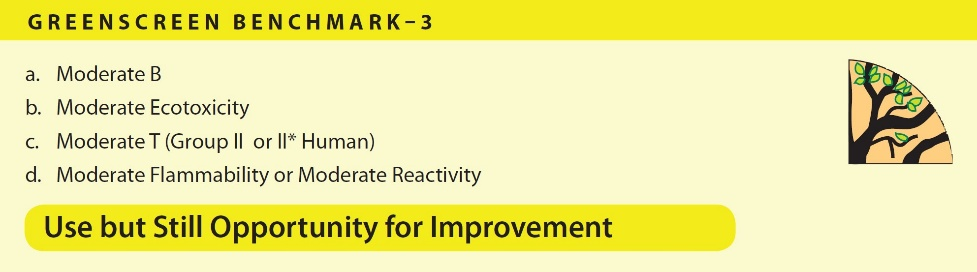 GREENSCREEN BENCHMARK–3
a. Moderate B
b. Moderate Ecotoxicity
c. Moderate T (Group II or II* Human)
d. Moderate Flammability or Moderate Reactivity
Use but Still Opportunity for Improvement